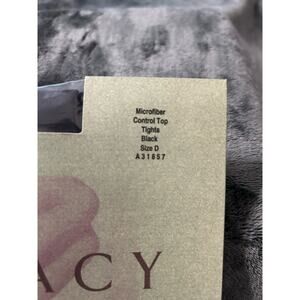 Microfiber
Control Top
Tights
Black
Size D
A31857
ACY